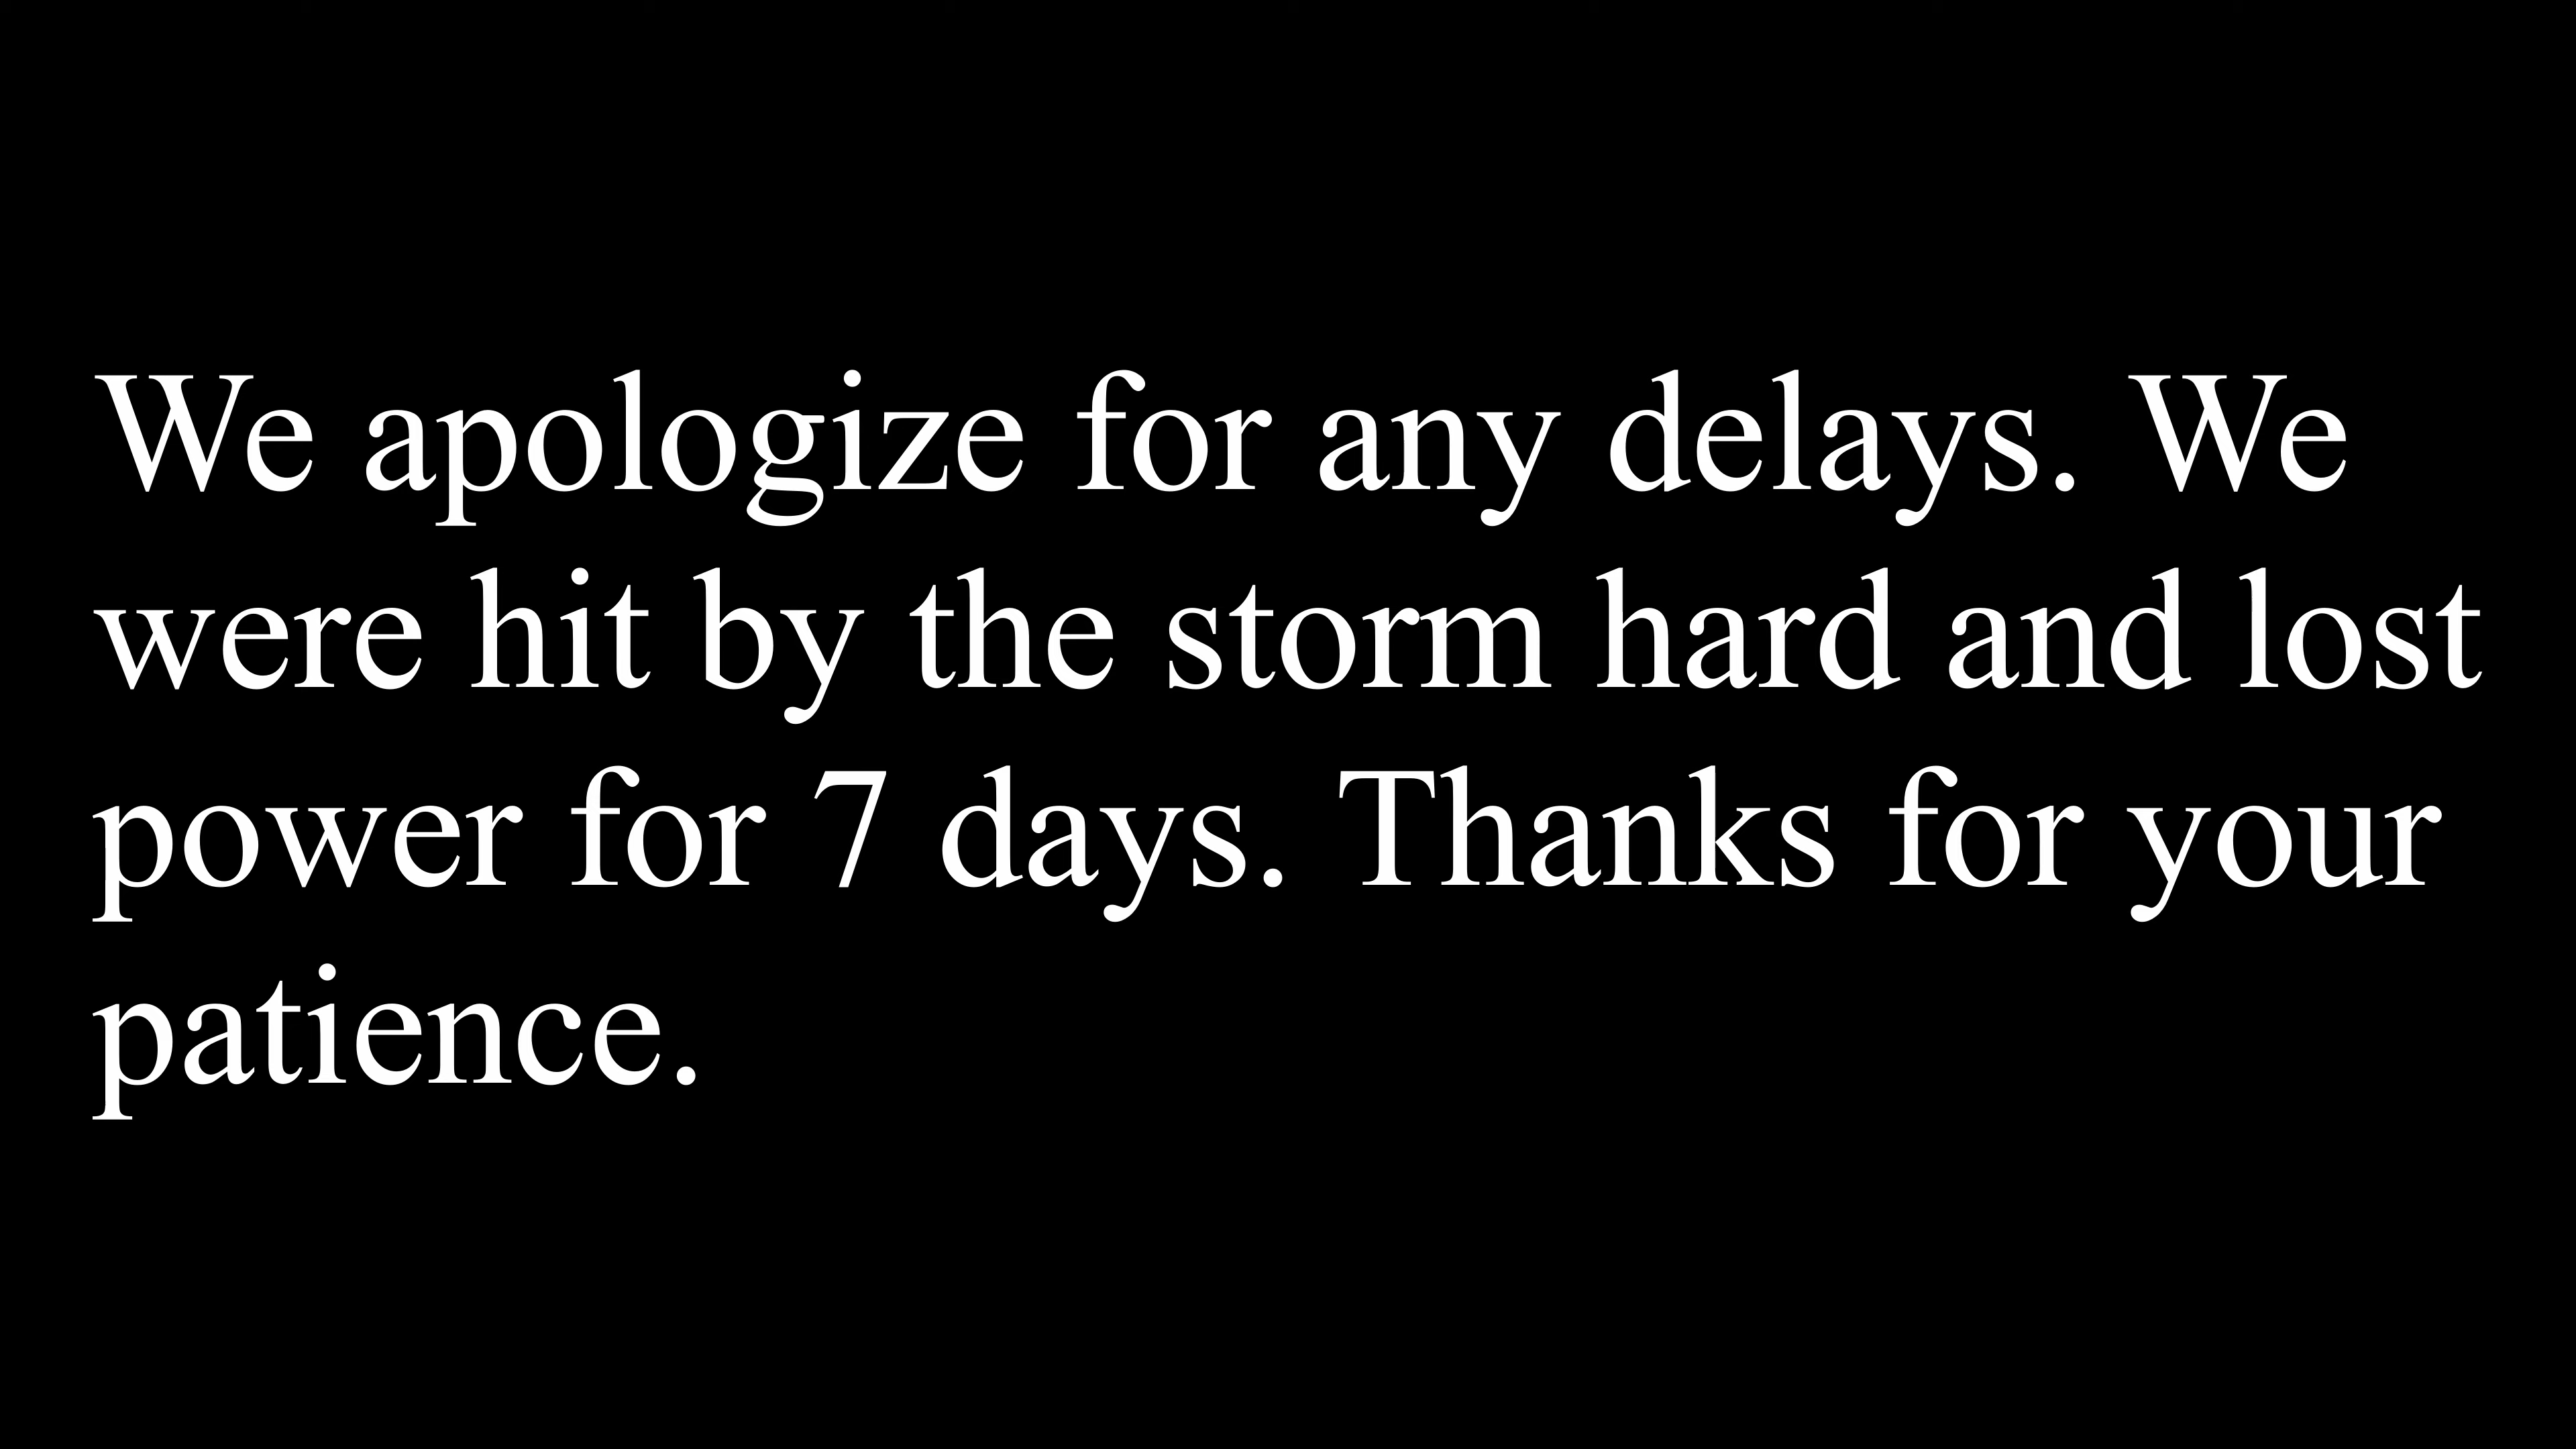 We apologize for any delays. We
were hit by the storm hard and lost
power for 7 days. Thanks for your
patience.